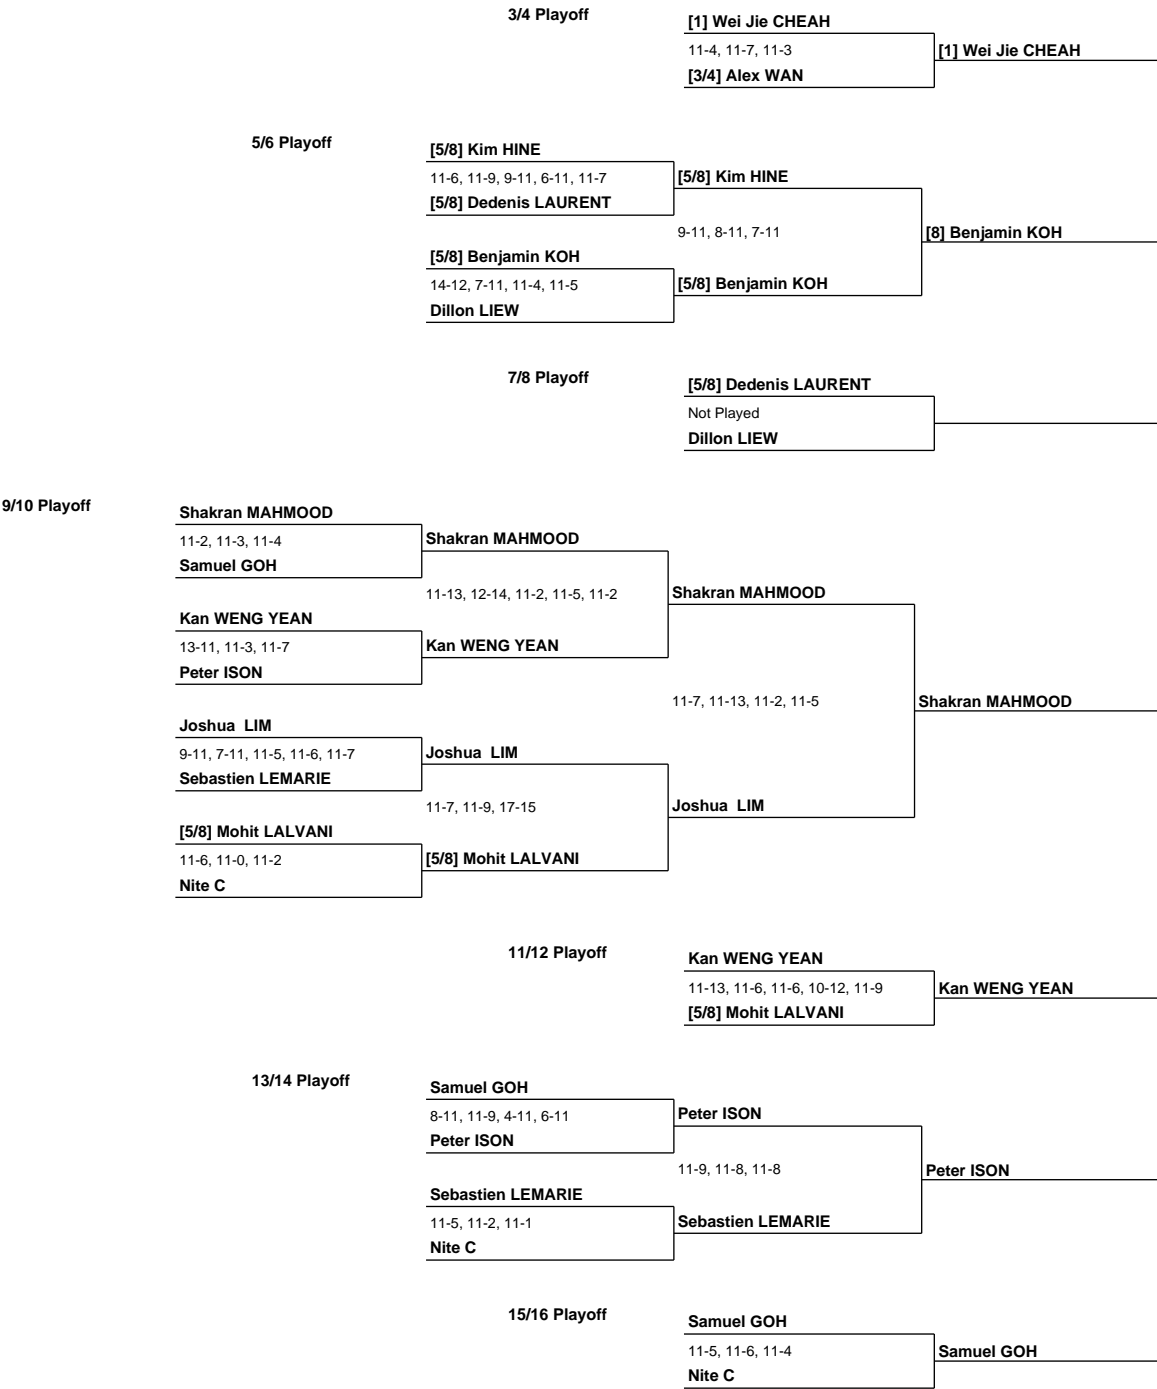 3/4 Playoff
[1] Wei Jie CHEAH
11-4, 11-7, 11-3
[1] Wei Jie CHEAH
[3/4] Alex WAN
5/6 Playoff
[5/8] Kim HINE
11-6, 11-9, 9-11, 6-11, 11-7
[5/8] Kim HINE
[5/8] Dedenis LAURENT
9-11, 8-11, 7-11
[8] Benjamin KOH
[5/8] Benjamin KOH
14-12, 7-11, 11-4, 11-5
[5/8] Benjamin KOH
Dillon LIEW
7/8 Playoff
[5/8] Dedenis LAURENT
Not Played
Dillon LIEW
9/10 Playoff
Shakran MAHMOOD
11-2, 11-3, 11-4
Shakran MAHMOOD
Samuel GOH
11-13, 12-14, 11-2, 11-5, 11-2
Shakran MAHMOOD
Kan WENG YEAN
13-11, 11-3, 11-7
Kan WENG YEAN
Peter ISON
11-7, 11-13, 11-2, 11-5
Shakran MAHMOOD
Joshua  LIM
9-11, 7-11, 11-5, 11-6, 11-7
Joshua  LIM
Sebastien LEMARIE
11-7, 11-9, 17-15
Joshua  LIM
[5/8] Mohit LALVANI
11-6, 11-0, 11-2
[5/8] Mohit LALVANI
Nite C
11/12 Playoff
Kan WENG YEAN
11-13, 11-6, 11-6, 10-12, 11-9
Kan WENG YEAN
[5/8] Mohit LALVANI
13/14 Playoff
Samuel GOH
8-11, 11-9, 4-11, 6-11
Peter ISON
Peter ISON
11-9, 11-8, 11-8
Peter ISON
Sebastien LEMARIE
11-5, 11-2, 11-1
Sebastien LEMARIE
Nite C
15/16 Playoff
Samuel GOH
11-5, 11-6, 11-4
Samuel GOH
Nite C